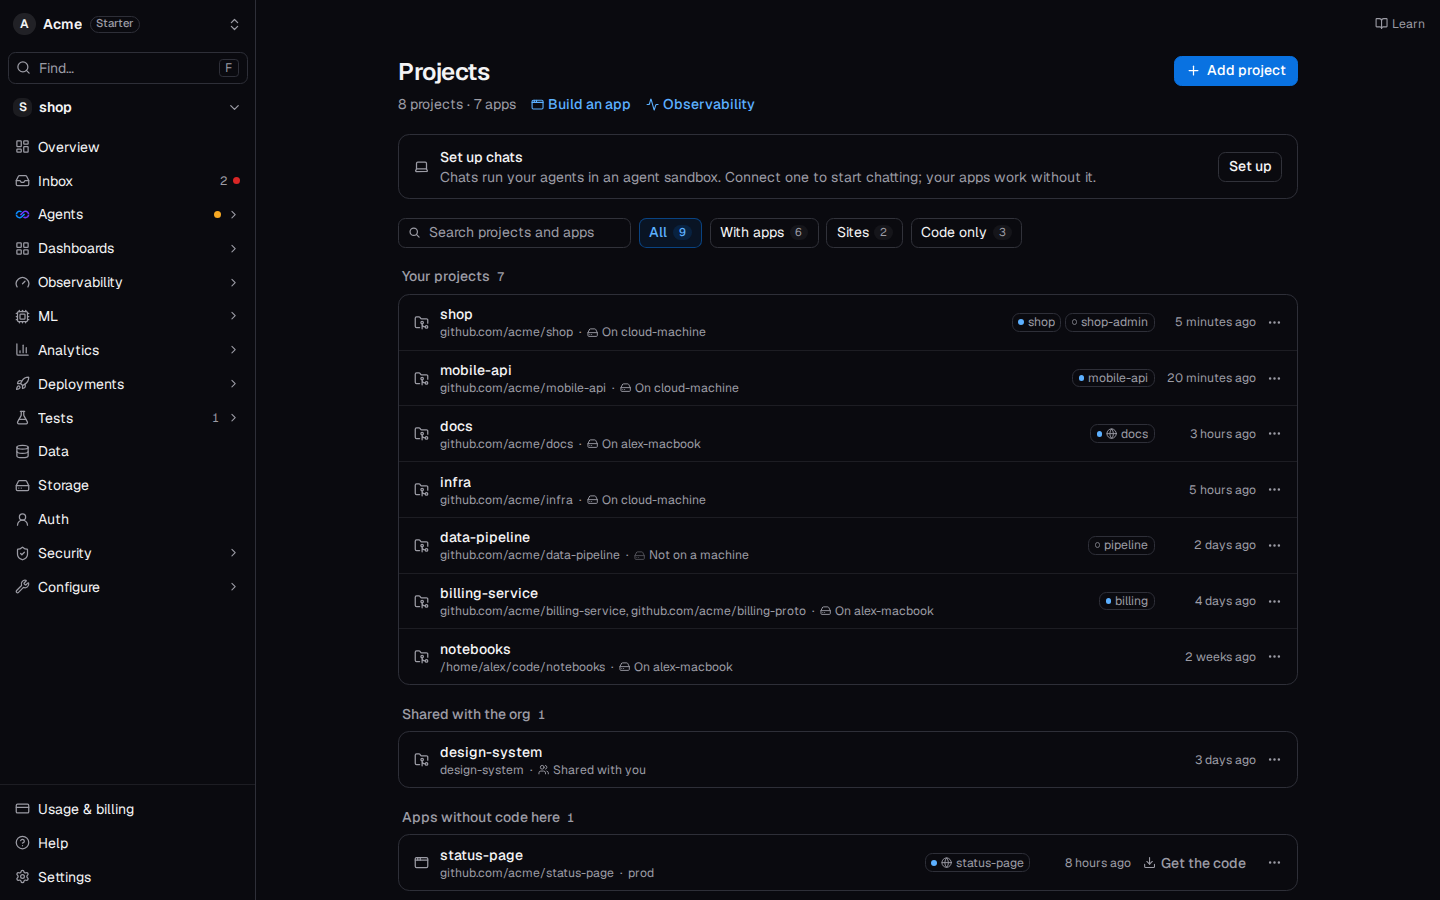 A Acme Starter
Learn
Find... F
S shop
Overview
Inbox 2
Agents
Dashboards
Observability
ML
Analytics
Deployments
Tests 1
Data
Storage
Auth
Security
Configure
Usage & billing
Help
Settings
Projects
Add project
8 projects · 7 apps Build an app Observability
Set up chats
Chats run your agents in an agent sandbox. Connect one to start chatting; your apps work without it.
Set up
Search projects and apps All 9 With apps 6 Sites 2 Code only 3
Your projects 7
shop
github.com/acme/shop · On cloud-machine
shop shop-admin 5 minutes ago
mobile-api
github.com/acme/mobile-api · On cloud-machine
mobile-api 20 minutes ago
docs
github.com/acme/docs · On alex-macbook
docs 3 hours ago
infra
github.com/acme/infra · On cloud-machine
5 hours ago
data-pipeline
github.com/acme/data-pipeline · Not on a machine
pipeline 2 days ago
billing-service
github.com/acme/billing-service, github.com/acme/billing-proto · On alex-macbook
billing 4 days ago
notebooks
/home/alex/code/notebooks · On alex-macbook
2 weeks ago
Shared with the org 1
design-system
design-system · Shared with you
3 days ago
Apps without code here 1
status-page
github.com/acme/status-page · prod
status-page 8 hours ago Get the code